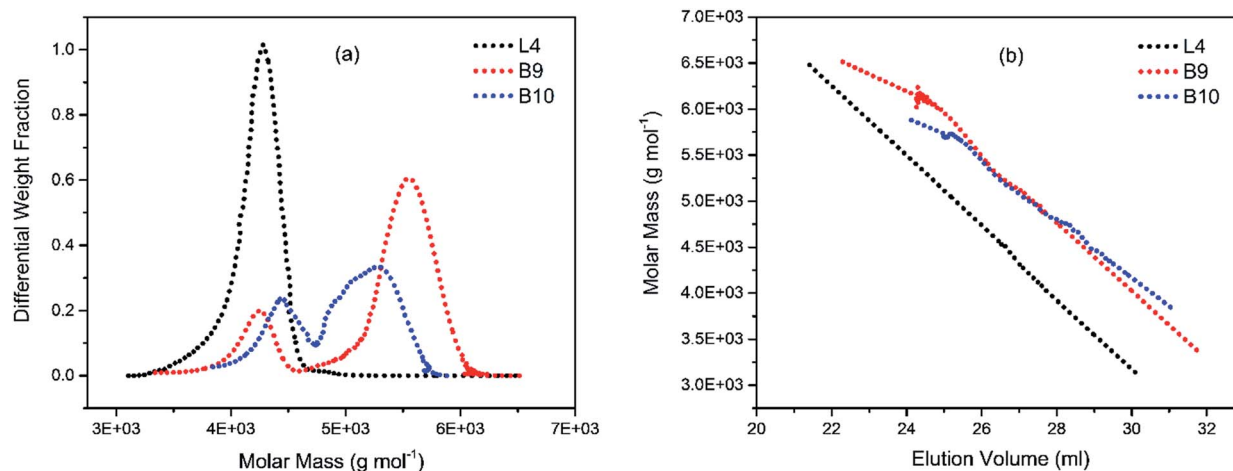 (a)
L4
B9
B10
1.0
0.8
0.6
0.4
0.2
0.0
Differential Weight Fraction
3E+03
4E+03
5E+03
6E+03
7E+03
Molar Mass (g mol⁻¹)
(b)
L4
B9
B10
7.0E+03
6.5E+03
6.0E+03
5.5E+03
5.0E+03
4.5E+03
4.0E+03
3.5E+03
3.0E+03
Molar Mass (g mol⁻¹)
20
22
24
26
28
30
32
Elution Volume (ml)